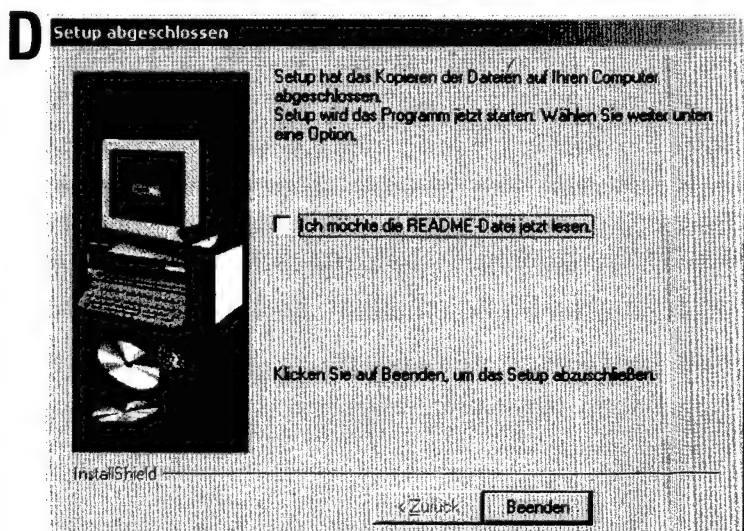 D
Setup abgeschlossen
Setup hat das Kopieren der Dateien auf Ihren Computer
abgeschlossen.
Setup wird das Programm jetzt starten. Wählen Sie weiter unten
eine Option.
Ich möchte die README-Datei jetzt lesen.
Klicken Sie auf Beenden, um das Setup abzuschließen.
InstallShield
< Zurück
Beenden